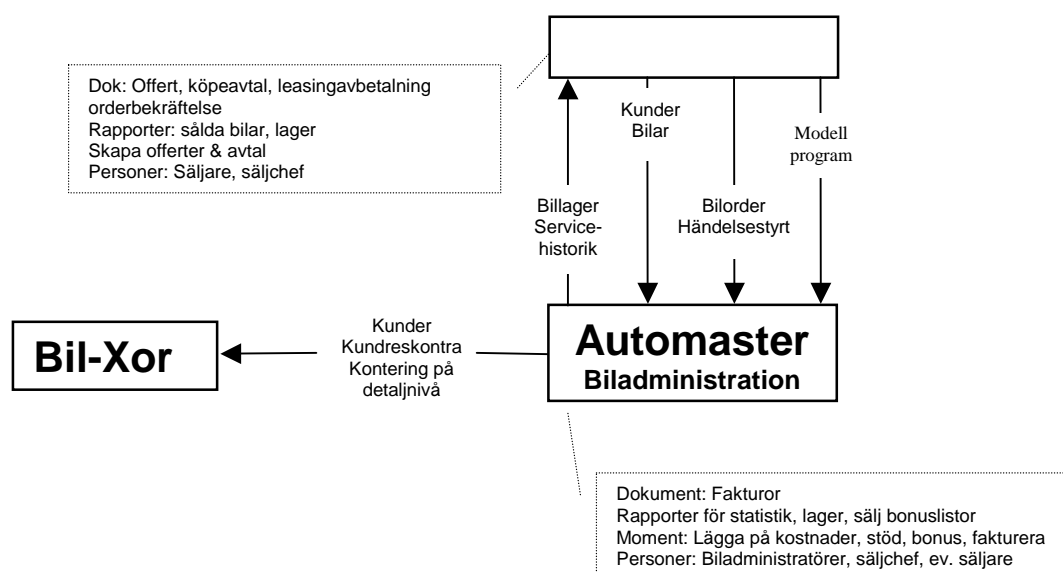 Dok: Offert, köpeavtal, leasingavbetalning
orderbekräftelse
Rapporter: sålda bilar, lager
Skapa offerter & avtal
Personer: Säljare, säljchef
Kunder
Bilar
Modell
program
Billager
Service-
historik
Bilorder
Händelsestyrt
Bil-Xor
Kunder
Kundreskontra
Kontering på
detaljnivå
Automaster
Biladministration
Dokument: Fakturor
Rapporter för statistik, lager, sälj bonuslistor
Moment: Lägga på kostnader, stöd, bonus, fakturera
Personer: Biladministratörer, säljchef, ev. säljare